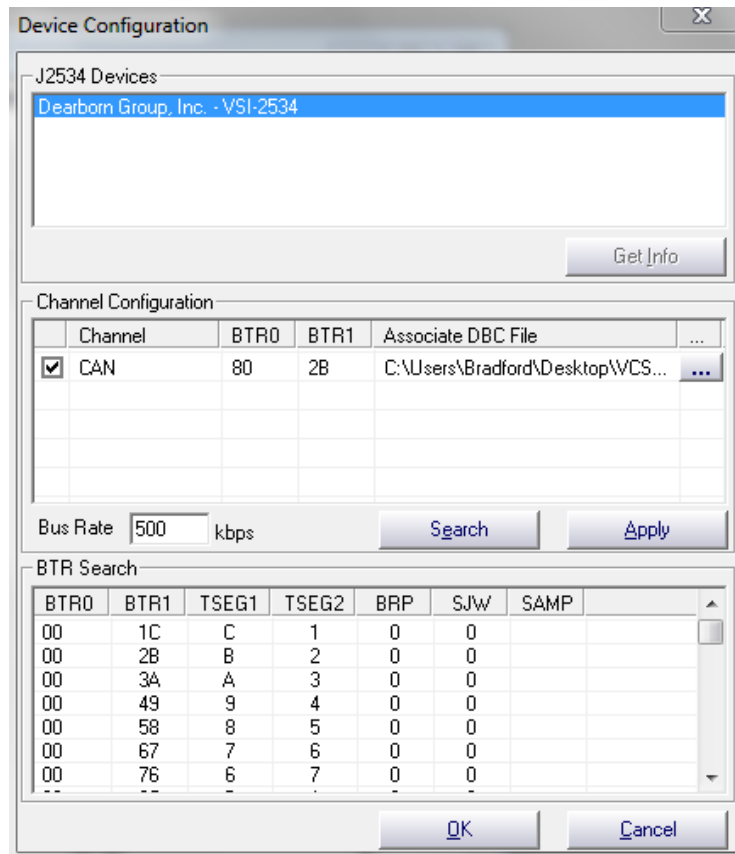 Device Configuration
J2534 Devices
Dearborn Group, Inc. - VSI-2534
Get Info
Channel Configuration
Channel BTR0 BTR1 Associate DBC File ...
CAN 80 2B C:\Users\Bradford\Desktop\VCS... ...
Bus Rate 500 kbps Search Apply
BTR Search
BTR0 BTR1 TSEG1 TSEG2 BRP SJW SAMP
00 1C C 1 0 0
00 2B B 2 0 0
00 3A A 3 0 0
00 49 9 4 0 0
00 58 8 5 0 0
00 67 7 6 0 0
00 76 6 7 0 0
OK Cancel